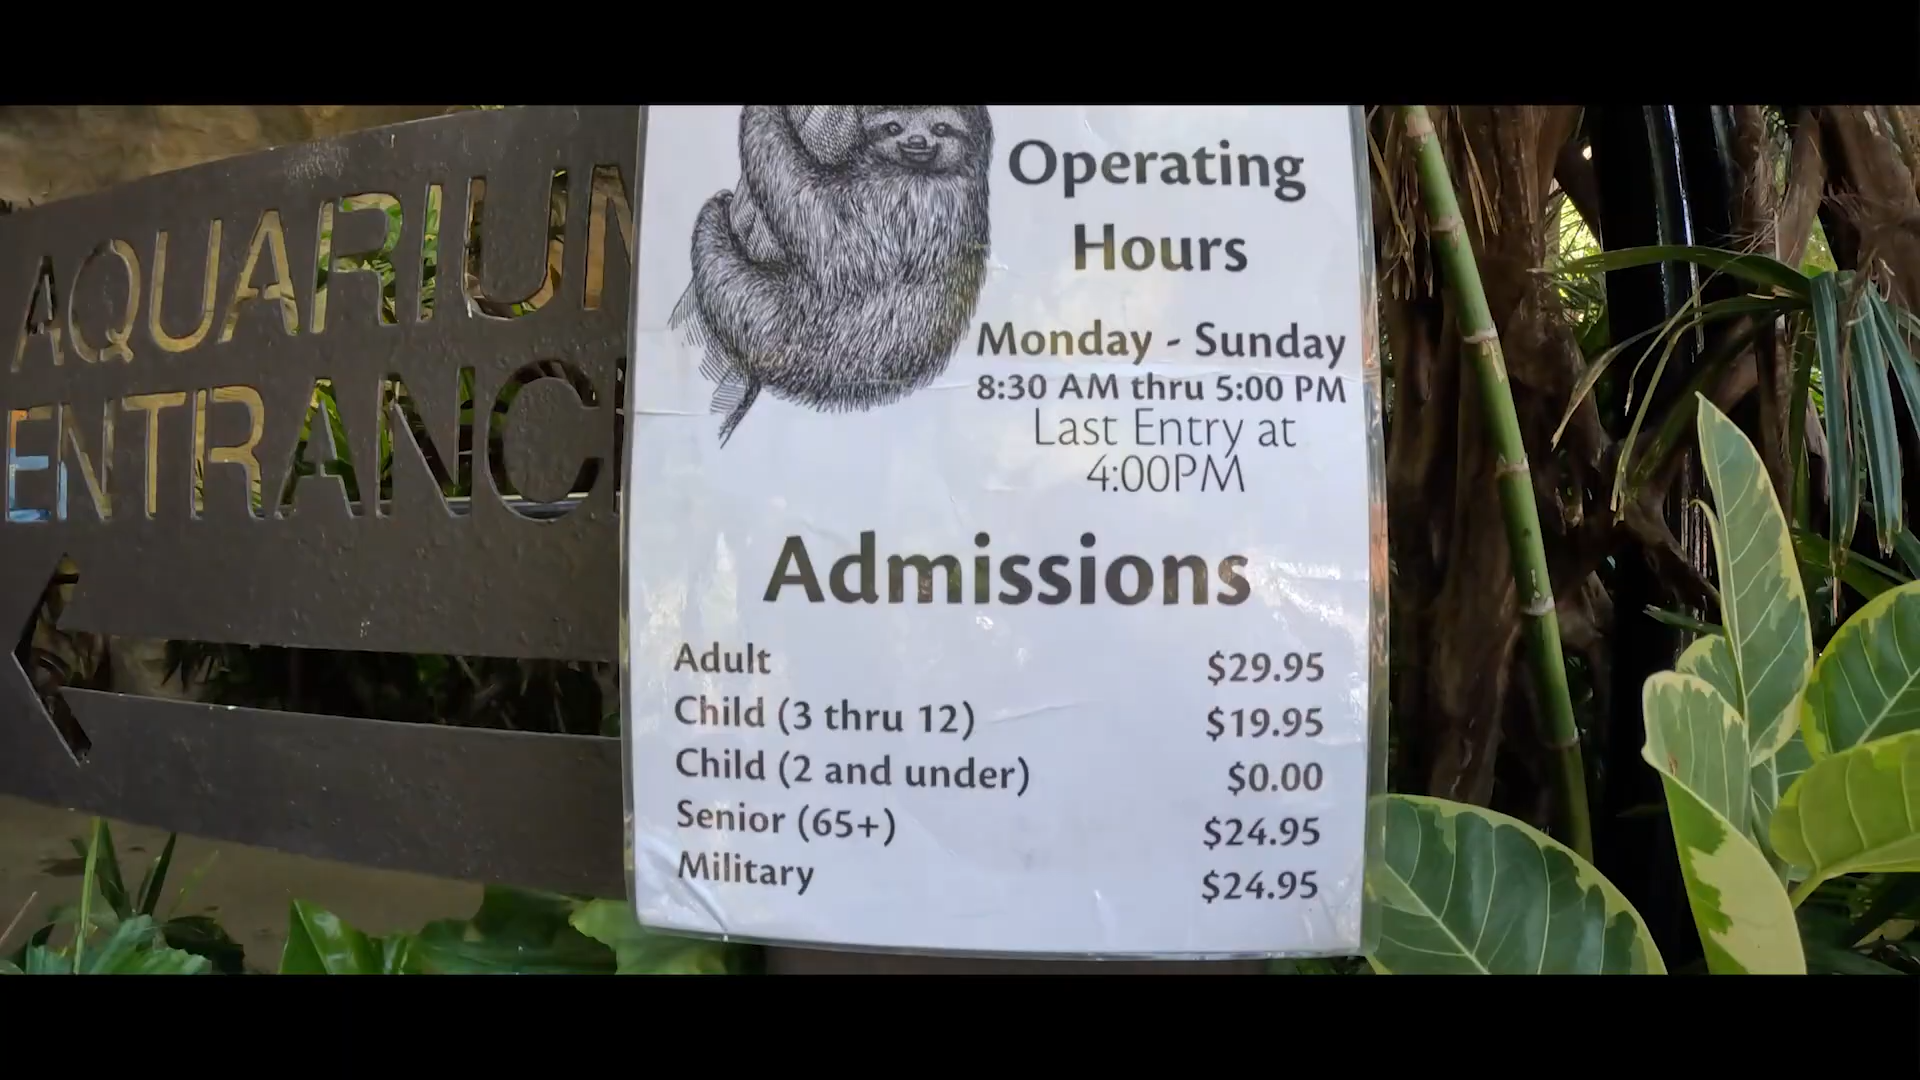 AQUARIUM
ENTRANC
Operating
Hours
Monday - Sunday
8:30 AM thru 5:00 PM
Last Entry at
4:00PM
Admissions
Adult $29.95
Child (3 thru 12) $19.95
Child (2 and under) $0.00
Senior (65+) $24.95
Military $24.95